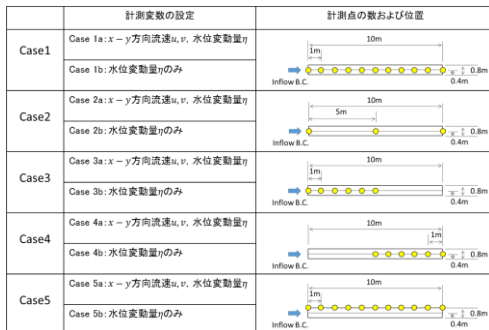 計測変数の設定 計測点の数および位置
Case1
Case 1a: x − y方向流速u, v, 水位変動量η
Case 1b: 水位変動量ηのみ
10m
1m
Inflow B.C.
0.8m
0.4m
Case2
Case 2a: x − y方向流速u, v, 水位変動量η
Case 2b: 水位変動量ηのみ
10m
5m
Inflow B.C.
0.8m
0.4m
Case3
Case 3a: x − y方向流速u, v, 水位変動量η
Case 3b: 水位変動量ηのみ
10m
1m
Inflow B.C.
0.8m
0.4m
Case4
Case 4a: x − y方向流速u, v, 水位変動量η
Case 4b: 水位変動量ηのみ
10m
1m
Inflow B.C.
0.8m
0.4m
Case5
Case 5a: x − y方向流速u, v, 水位変動量η
Case 5b: 水位変動量ηのみ
10m
1m
Inflow B.C.
0.8m
0.4m